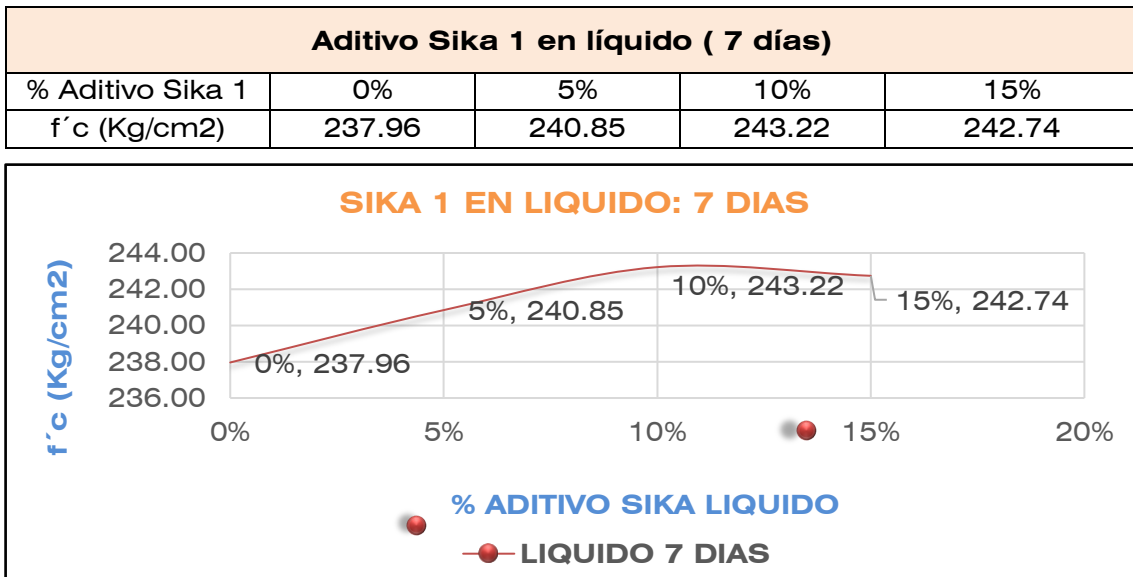 Aditivo Sika 1 en líquido ( 7 días)
% Aditivo Sika 1 0% 5% 10% 15%
f´c (Kg/cm2) 237.96 240.85 243.22 242.74
SIKA 1 EN LIQUIDO: 7 DIAS
f´c (Kg/cm2)
244.00
242.00
240.00
238.00
236.00
0%, 237.96
5%, 240.85
10%, 243.22
15%, 242.74
0% 5% 10% 15% 20%
% ADITIVO SIKA LIQUIDO
LIQUIDO 7 DIAS